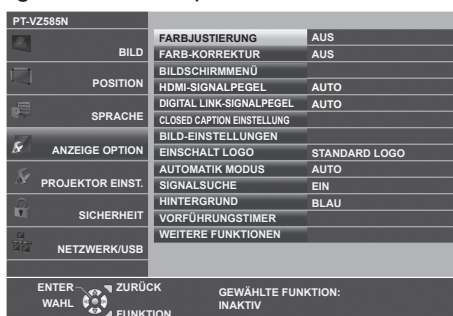 PT-VZ585N
BILD
POSITION
SPRACHE
ANZEIGE OPTION
PROJEKTOR EINST.
SICHERHEIT
NETZWERK/USB
FARBJUSTIERUNG AUS
FARB-KORREKTUR AUS
BILDSCHIRMMENÜ
HDMI-SIGNALPEGEL AUTO
DIGITAL LINK-SIGNALPEGEL AUTO
CLOSED CAPTION EINSTELLUNG
BILD-EINSTELLUNGEN
EINSCHALT LOGO STANDARD LOGO
AUTOMATIK MODUS AUTO
SIGNALSUCHE EIN
HINTERGRUND BLAU
VORFÜHRUNGSTIMER
WEITERE FUNKTIONEN
ENTER ZURÜCK
WAHL
FUNKTION
GEWÄHLTE FUNKTION:
INAKTIV